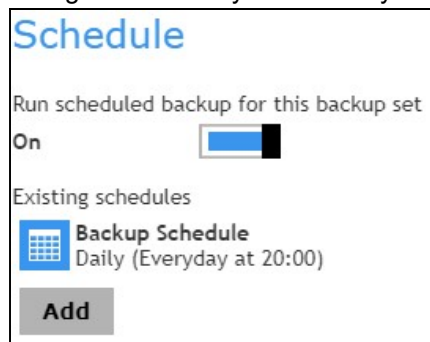 Schedule
Run scheduled backup for this backup set
On
Existing schedules
Backup Schedule
Daily (Everyday at 20:00)
Add